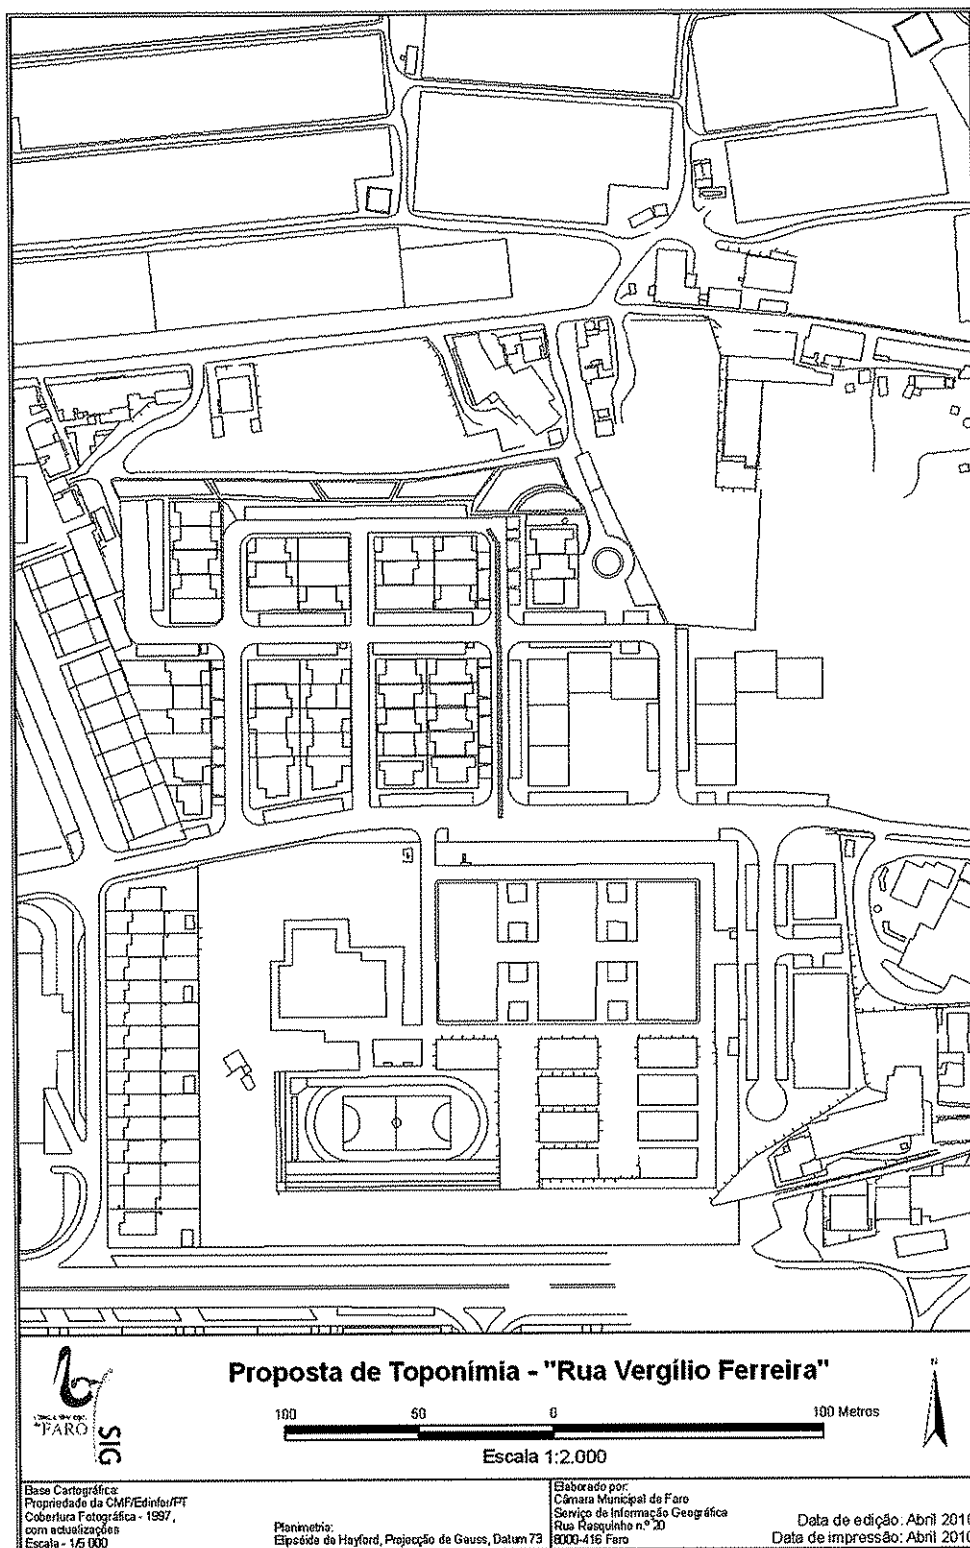 Proposta de Toponímia - "Rua Vergílio Ferreira"
FARO
SIG
N
100 50 0 100 Metros
Escala 1:2.000
Base Cartográfica:
Propriedade da CMF/Edinfor/PT
Cobertura Fotográfica - 1997,
com actualizações
Escala - 1/5 000
Planimetria:
Elipsóide de Hayford, Projecção de Gauss, Datum 73
Elaborado por:
Câmara Municipal de Faro
Serviço de Informação Geográfica
Rua Rasquinho n.º 20
8000-416 Faro
Data de edição: Abril 2010
Data de impressão: Abril 2010